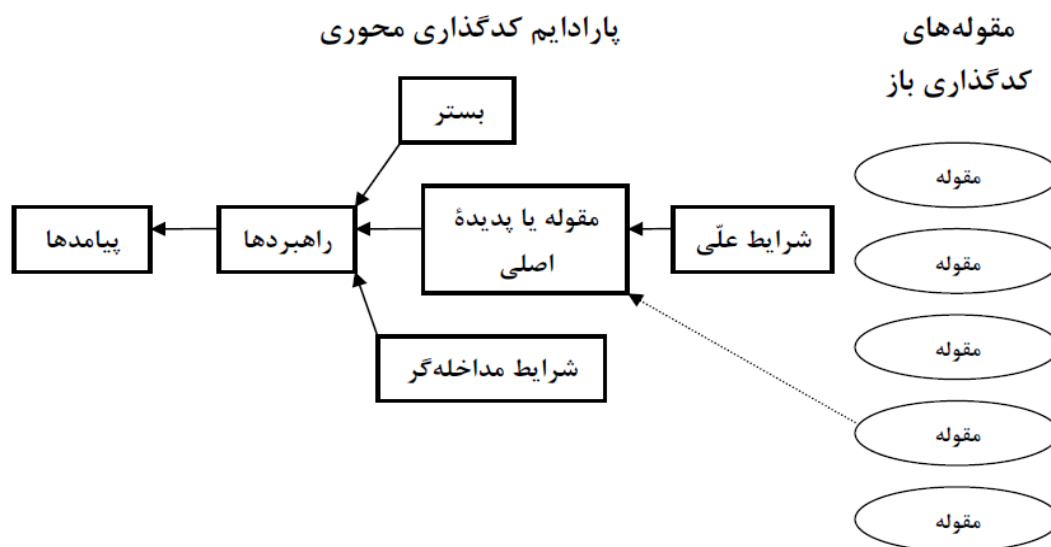 مقوله‌های
کدگذاری باز
پارادایم کدگذاری محوری
مقوله
مقوله
مقوله
مقوله
مقوله
شرایط علّی
مقوله یا پدیدۀ
اصلی
بستر
راهبردها
شرایط مداخله‌گر
پیامدها